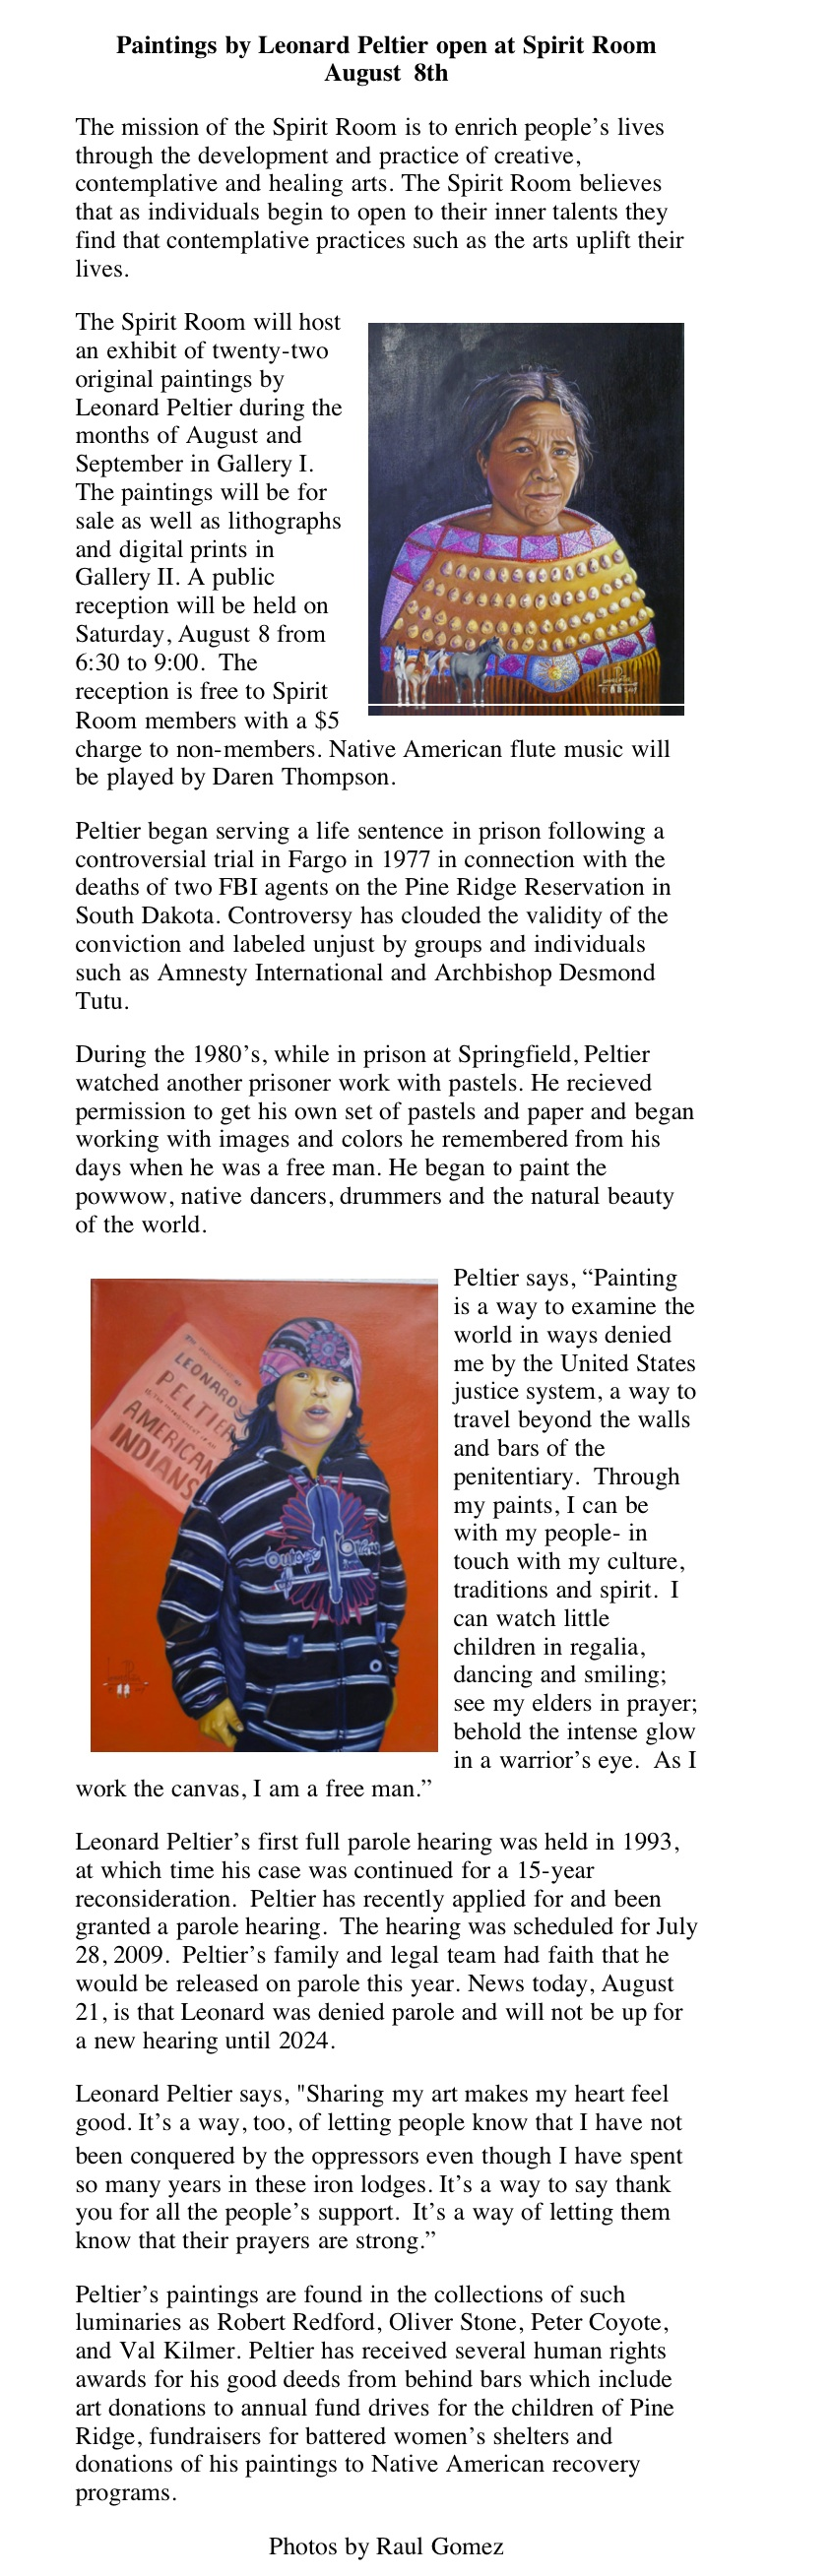 Paintings by Leonard Peltier open at Spirit Room
August  8th
The mission of the Spirit Room is to enrich people’s lives
through the development and practice of creative,
contemplative and healing arts. The Spirit Room believes
that as individuals begin to open to their inner talents they
find that contemplative practices such as the arts uplift their
lives.
The Spirit Room will host
an exhibit of twenty-two
original paintings by
Leonard Peltier during the
months of August and
September in Gallery I.
The paintings will be for
sale as well as lithographs
and digital prints in
Gallery II. A public
reception will be held on
Saturday, August 8 from
6:30 to 9:00.  The
reception is free to Spirit
Room members with a $5
charge to non-members. Native American flute music will
be played by Daren Thompson.
Peltier began serving a life sentence in prison following a
controversial trial in Fargo in 1977 in connection with the
deaths of two FBI agents on the Pine Ridge Reservation in
South Dakota. Controversy has clouded the validity of the
conviction and labeled unjust by groups and individuals
such as Amnesty International and Archbishop Desmond
Tutu.
During the 1980’s, while in prison at Springfield, Peltier
watched another prisoner work with pastels. He recieved
permission to get his own set of pastels and paper and began
working with images and colors he remembered from his
days when he was a free man. He began to paint the
powwow, native dancers, drummers and the natural beauty
of the world.
LEONARD
PELTIER
AMERICAN
INDIANS
Peltier says, “Painting
is a way to examine the
world in ways denied
me by the United States
justice system, a way to
travel beyond the walls
and bars of the
penitentiary.  Through
my paints, I can be
with my people- in
touch with my culture,
traditions and spirit.  I
can watch little
children in regalia,
dancing and smiling;
see my elders in prayer;
behold the intense glow
in a warrior’s eye.  As I
work the canvas, I am a free man.”
Leonard Peltier’s first full parole hearing was held in 1993,
at which time his case was continued for a 15-year
reconsideration.  Peltier has recently applied for and been
granted a parole hearing.  The hearing was scheduled for July
28, 2009.  Peltier’s family and legal team had faith that he
would be released on parole this year. News today, August
21, is that Leonard was denied parole and will not be up for
a new hearing until 2024.
Leonard Peltier says, "Sharing my art makes my heart feel
good. It’s a way, too, of letting people know that I have not
been conquered by the oppressors even though I have spent
so many years in these iron lodges. It’s a way to say thank
you for all the people’s support.  It’s a way of letting them
know that their prayers are strong.”
Peltier’s paintings are found in the collections of such
luminaries as Robert Redford, Oliver Stone, Peter Coyote,
and Val Kilmer. Peltier has received several human rights
awards for his good deeds from behind bars which include
art donations to annual fund drives for the children of Pine
Ridge, fundraisers for battered women’s shelters and
donations of his paintings to Native American recovery
programs.
Photos by Raul Gomez